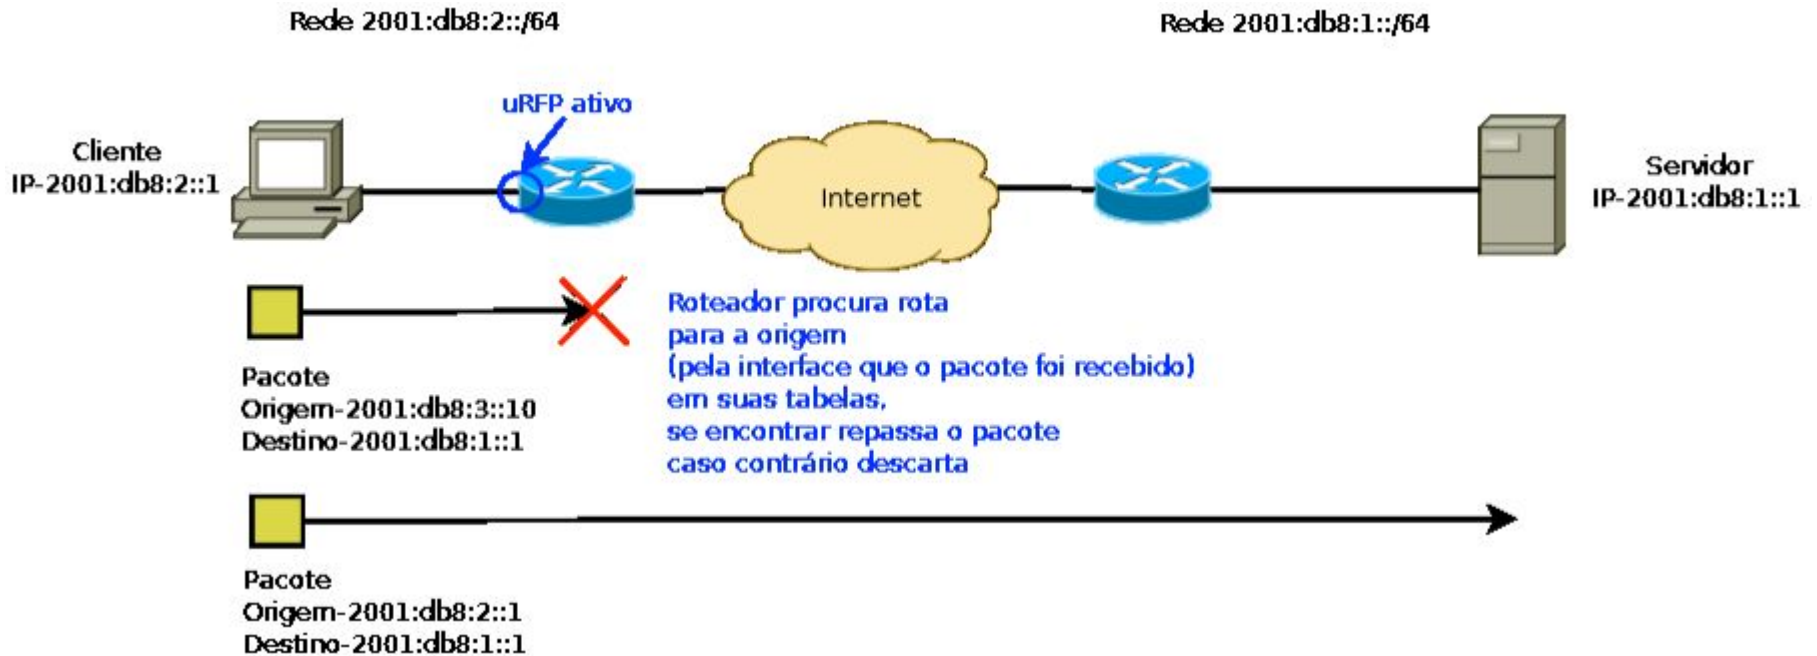 Rede 2001:db8:2::/64
Rede 2001:db8:1::/64
uRFP ativo
Cliente
IP-2001:db8:2::1
Internet
Servidor
IP-2001:db8:1::1
Roteador procura rota
para a origem
(pela interface que o pacote foi recebido)
em suas tabelas,
se encontrar repassa o pacote
caso contrário descarta
Pacote
Origem-2001:db8:3::10
Destino-2001:db8:1::1
Pacote
Origem-2001:db8:2::1
Destino-2001:db8:1::1